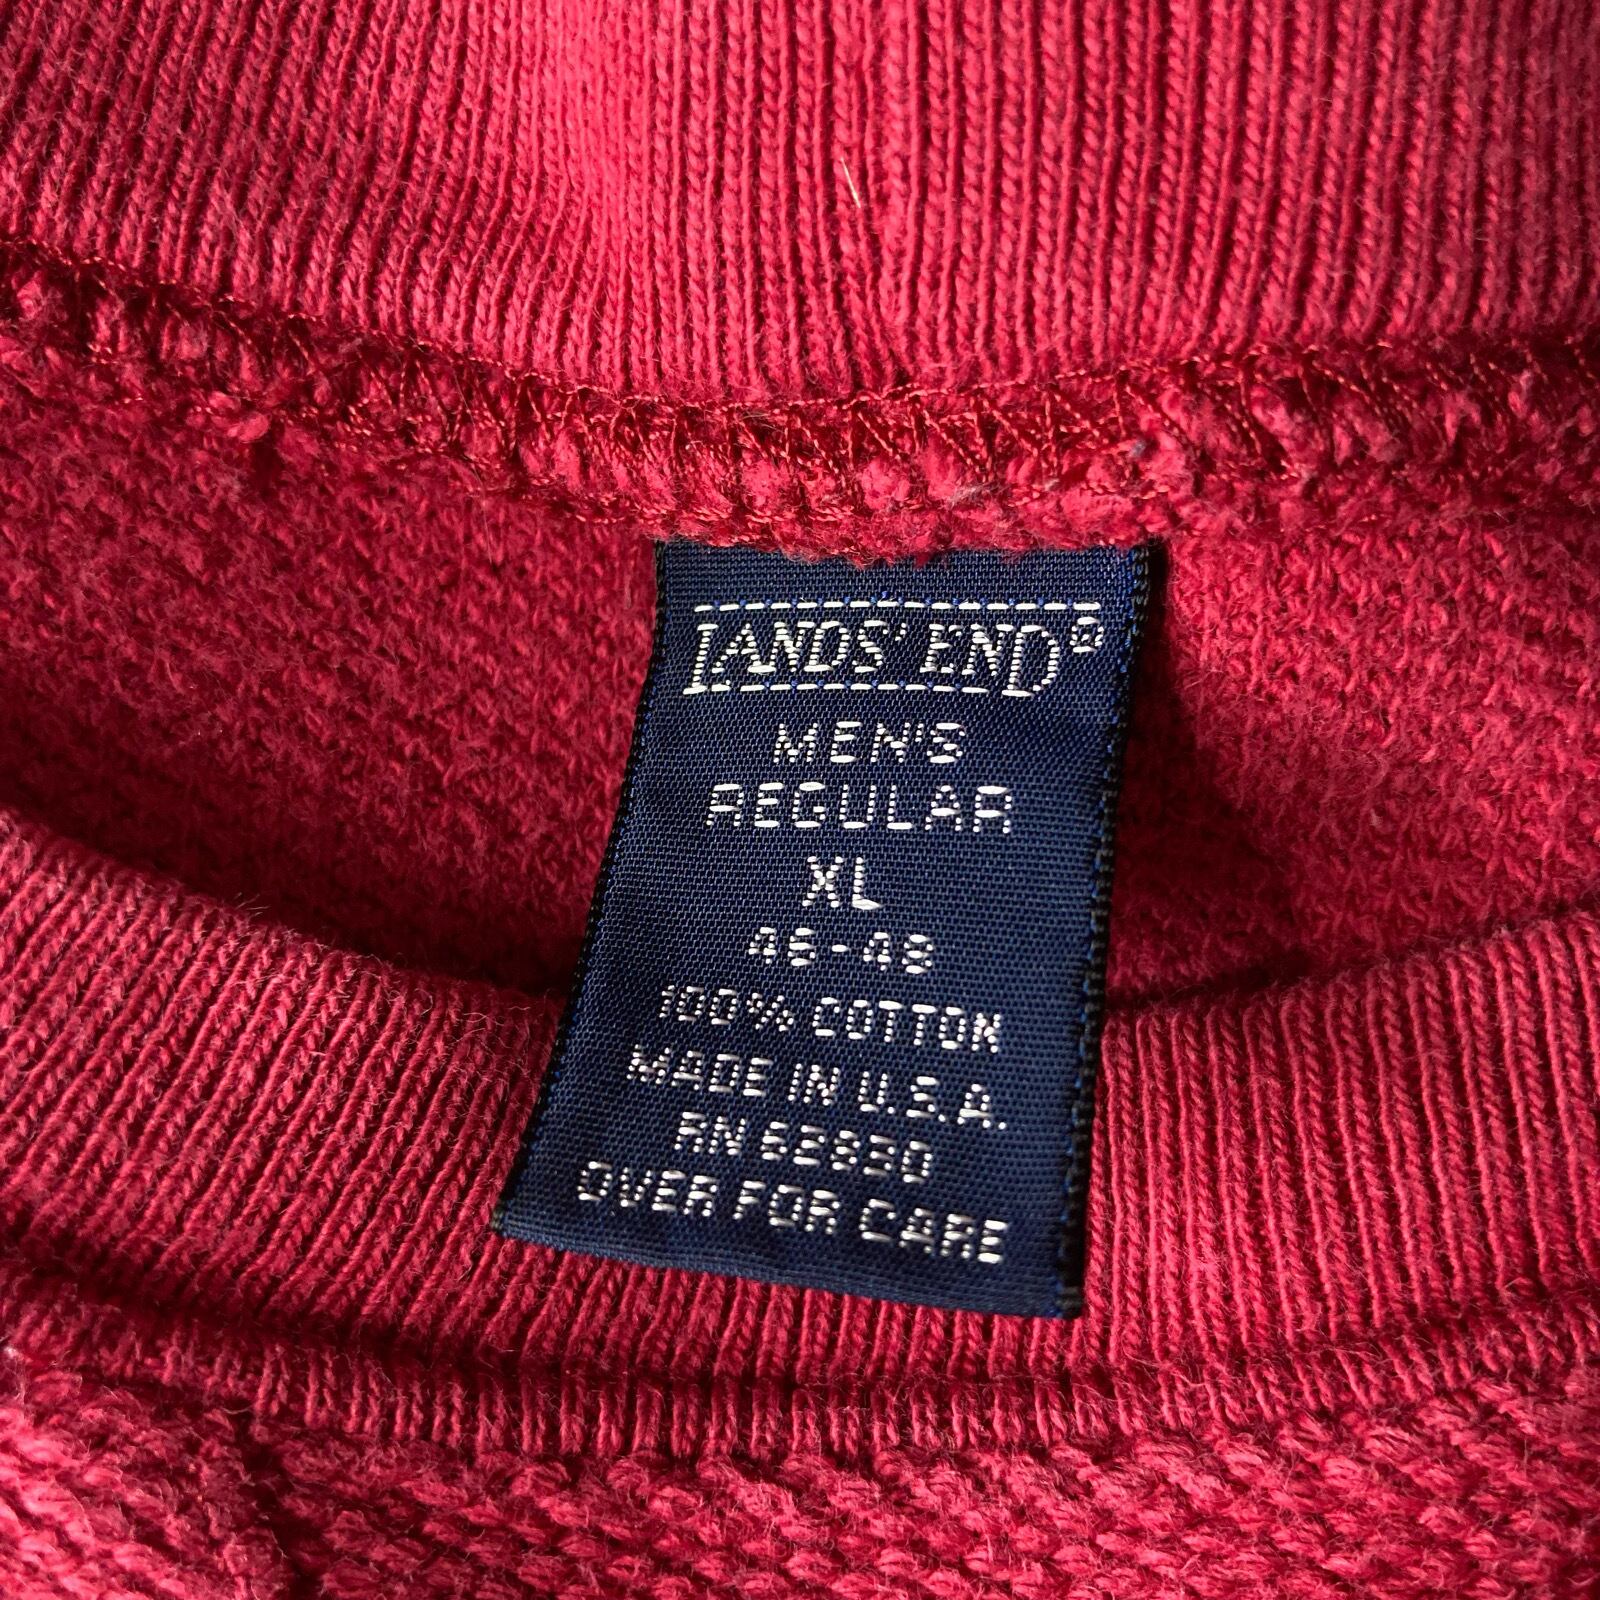 LANDS' END®
MEN'S
REGULAR
XL
46-48
100% COTTON
MADE IN U.S.A.
RN 62830
OVER FOR CARE